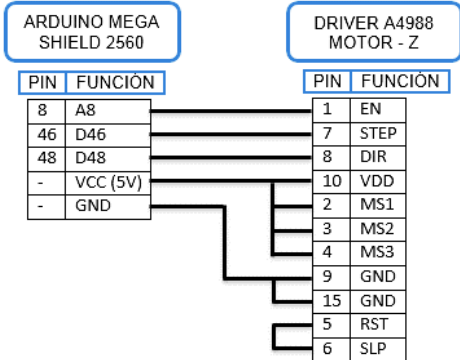 ARDUINO MEGA
SHIELD 2560
PIN FUNCIÓN
8 A8
46 D46
48 D48
- VCC (5V)
- GND
DRIVER A4988
MOTOR - Z
PIN FUNCIÓN
1 EN
7 STEP
8 DIR
10 VDD
2 MS1
3 MS2
4 MS3
9 GND
15 GND
5 RST
6 SLP